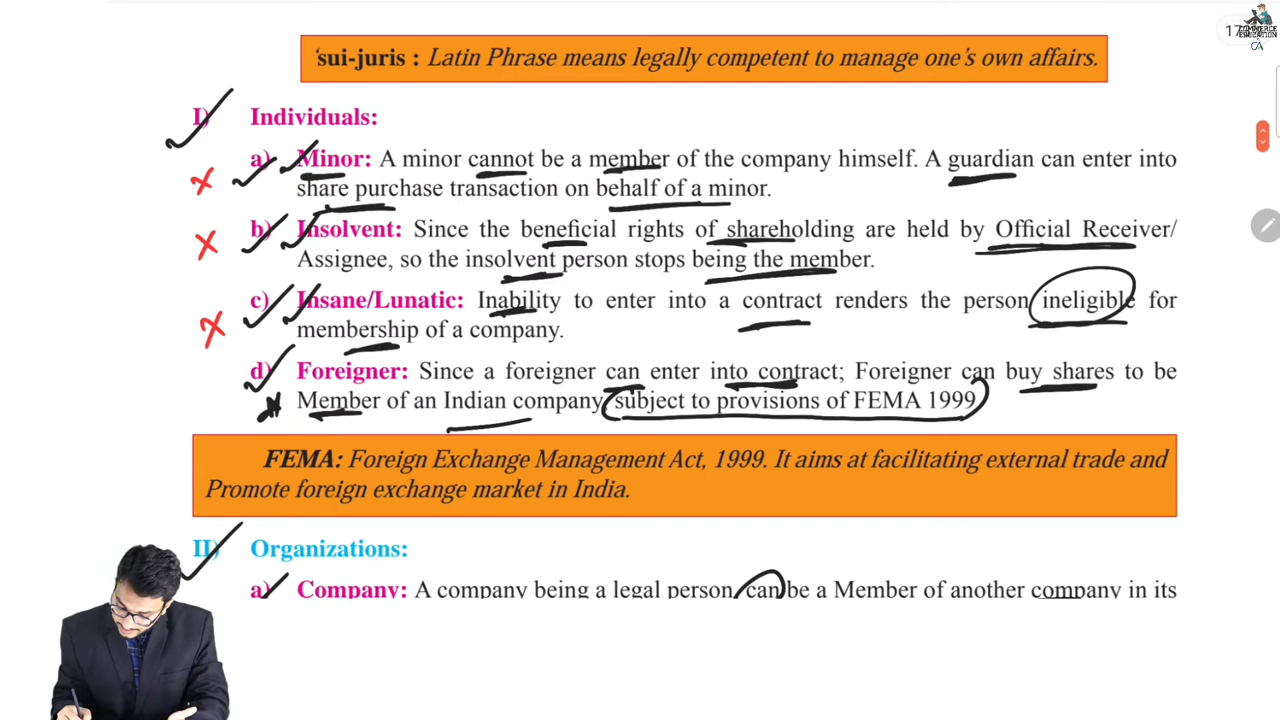 'sui-juris : Latin Phrase means legally competent to manage one's own affairs.
17
COMMERCE
EDUCATION
CA
I) Individuals:
a) Minor: A minor cannot be a member of the company himself. A guardian can enter into
share purchase transaction on behalf of a minor.
b) Insolvent: Since the beneficial rights of shareholding are held by Official Receiver/
Assignee, so the insolvent person stops being the member.
c) Insane/Lunatic: Inability to enter into a contract renders the person ineligible for
membership of a company.
d) Foreigner: Since a foreigner can enter into contract; Foreigner can buy shares to be
Member of an Indian company subject to provisions of FEMA 1999
FEMA: Foreign Exchange Management Act, 1999. It aims at facilitating external trade and
Promote foreign exchange market in India.
II) Organizations:
a) Company: A company being a legal person can be a Member of another company in its